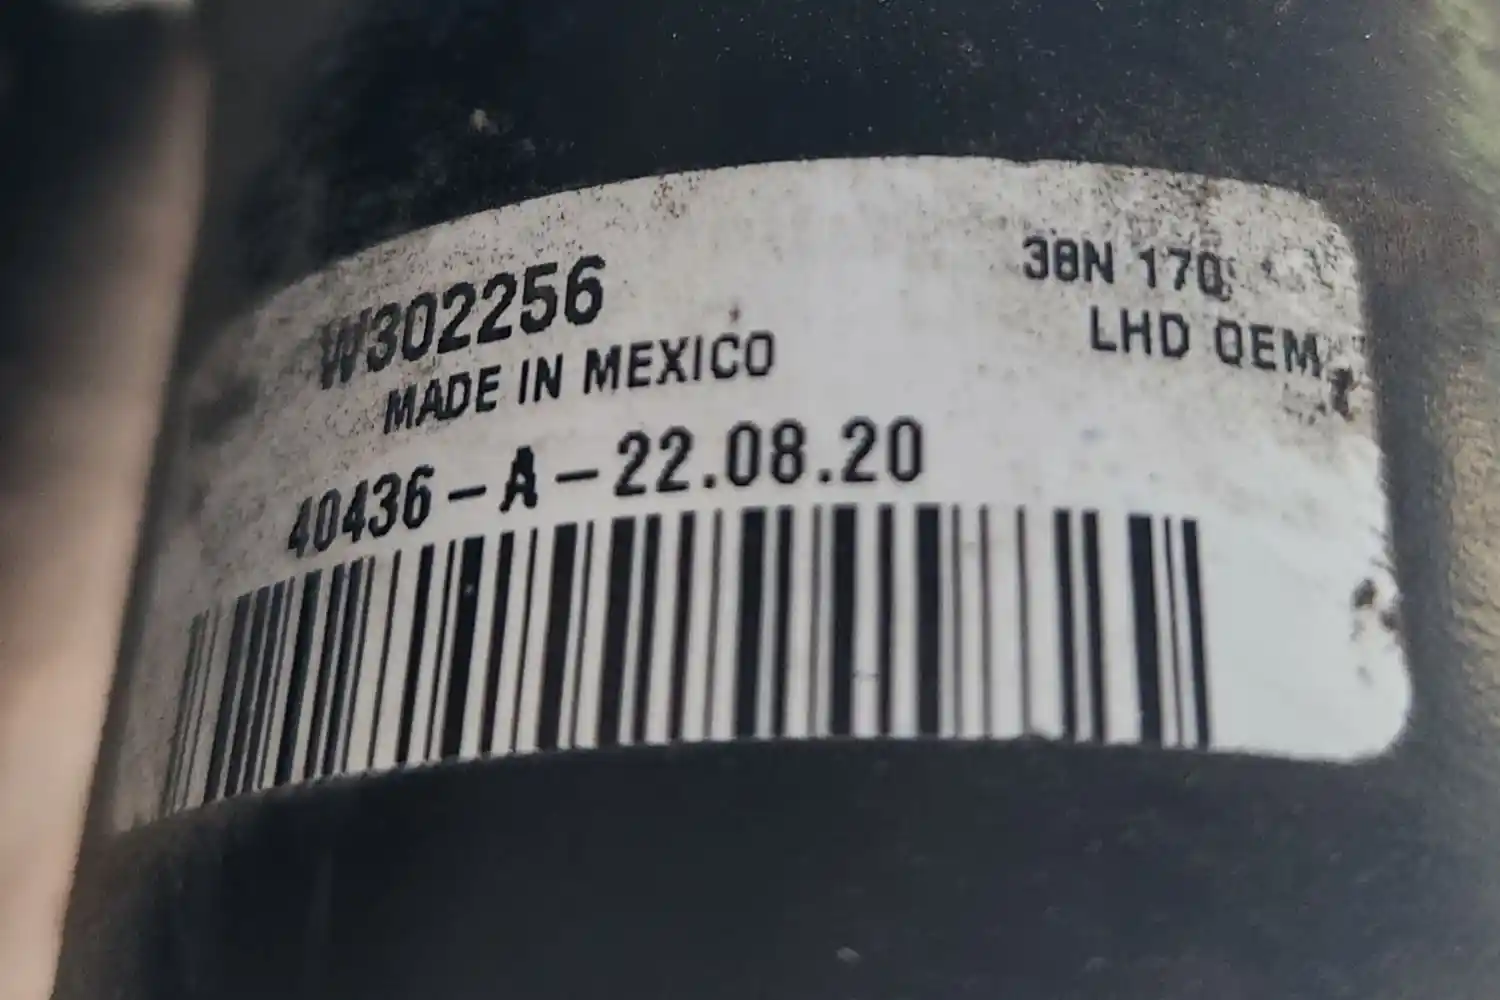 W302256
MADE IN MEXICO
40436-A-22.08.20
38N 170
LHD OEM